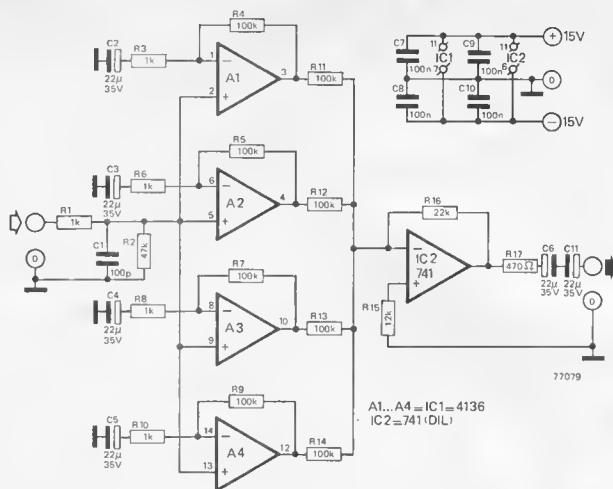 C2
22µ
35V
R3
1k
R4
100k
1
2
A1
3
R11
100k
C3
22µ
35V
R6
1k
R5
100k
6
5
A2
4
R12
100k
R1
1k
C1
100p
R2
47k
0
C4
22µ
35V
R8
1k
R7
100k
8
9
A3
10
R13
100k
C5
22µ
35V
R10
1k
R9
100k
14
13
A4
12
R14
100k
C7
100n
C8
100n
11
IC1
7
C9
100n
C10
100n
11
IC2
6
+ 15V
0
− 15V
R16
22k
IC2
741
R15
12k
R17
470Ω
C6
22µ
35V
C11
22µ
35V
0
77079
A1...A4 = IC1 = 4136
IC2 = 741 (DIL)